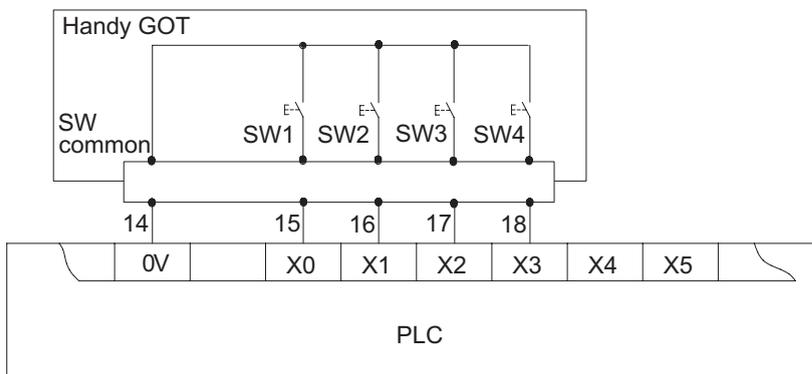 Handy GOT
SW
common
SW1 SW2 SW3 SW4
14 15 16 17 18
0V X0 X1 X2 X3 X4 X5
PLC